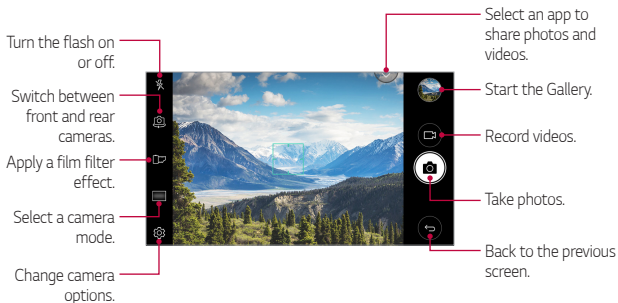 Turn the flash on
or off.
Switch between
front and rear
cameras.
Apply a film filter
effect.
Select a camera
mode.
Change camera
options.
Select an app to
share photos and
videos.
Start the Gallery.
Record videos.
Take photos.
Back to the previous
screen.